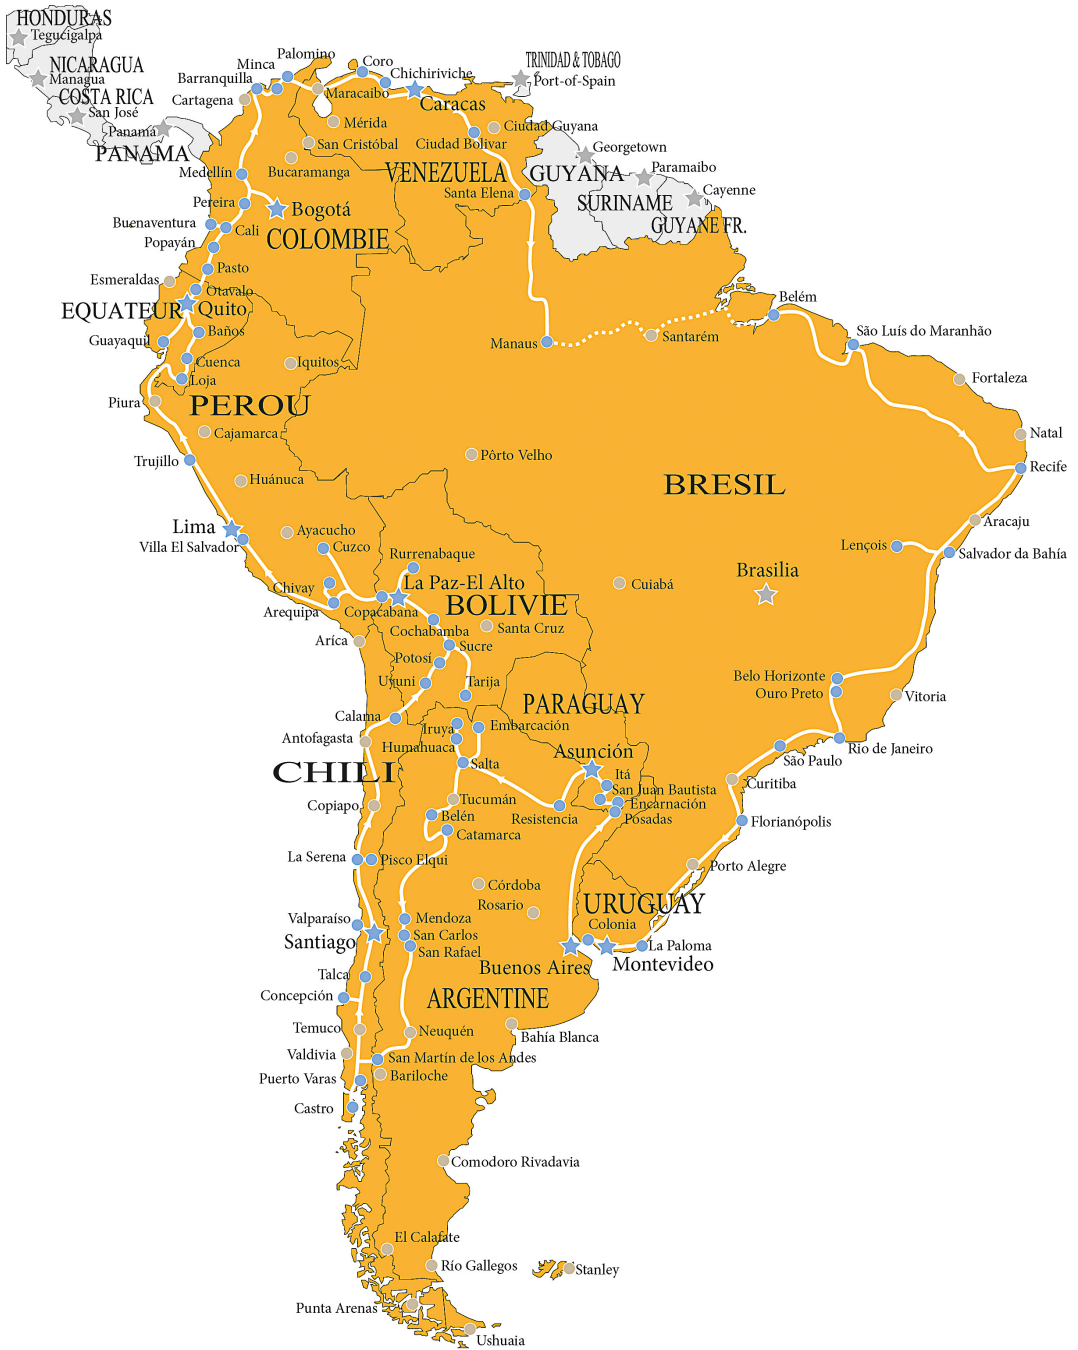 HONDURAS
Tegucigalpa
NICARAGUA
Managua
COSTA RICA
San José
Panamá
PANAMA
Palomino
Minca
Barranquilla
Cartagena
Coro
Chichiriviche
Maracaibo
Caracas
TRINIDAD & TOBAGO
Port-of-Spain
Mérida
San Cristóbal
Bucaramanga
Ciudad Guyana
Ciudad Bolivar
VENEZUELA
Santa Elena
Georgetown
GUYANA
Paramaibo
SURINAME
Cayenne
GUYANE FR.
Medellín
Pereira
Bogotá
Buenaventura
Cali
COLOMBIE
Popayán
Pasto
Esmeraldas
Otavalo
EQUATEUR
Quito
Guayaquil
Baños
Cuenca
Loja
Iquitos
Piura
PEROU
Cajamarca
Trujillo
Huánuca
Lima
Villa El Salvador
Ayacucho
Cuzco
Chivay
Arequipa
Manaus
Santarém
Belém
São Luís do Maranhão
Fortaleza
Natal
Recife
Pôrto Velho
BRESIL
Aracaju
Lençois
Salvador da Bahía
Brasilia
Cuiabá
Rurrenabaque
La Paz-El Alto
BOLIVIE
Copacabana
Cochabamba
Santa Cruz
Aríca
Sucre
Potosí
Uyuni
Tarija
Belo Horizonte
Ouro Preto
Vitoria
Rio de Janeiro
São Paulo
Curitiba
Florianópolis
Porto Alegre
PARAGUAY
Calama
Iruya
Embarcación
Antofagasta
Humahuaca
Asunción
CHILI
Salta
Itá
San Juan Bautista
Encarnación
Posadas
Copiapo
Tucumán
Belén
Catamarca
Resistencia
La Serena
Pisco Elqui
Córdoba
Rosario
URUGUAY
Colonia
La Paloma
Montevideo
Buenos Aires
Valparaíso
Santiago
Mendoza
San Carlos
San Rafael
Talca
Concepción
ARGENTINE
Temuco
Neuquén
Bahía Blanca
Valdivia
San Martín de los Andes
Puerto Varas
Bariloche
Castro
Comodoro Rivadavia
El Calafate
Río Gallegos
Stanley
Punta Arenas
Ushuaia